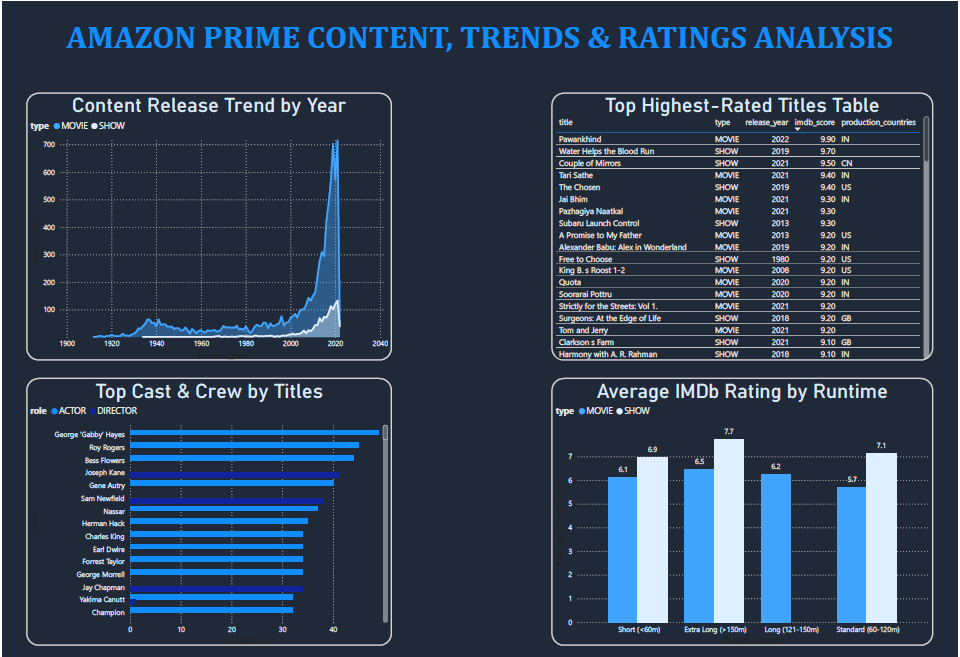 AMAZON PRIME CONTENT, TRENDS & RATINGS ANALYSIS
Content Release Trend by Year
type MOVIE SHOW
700
600
500
400
300
200
100
1900 1920 1940 1960 1980 2000 2020 2040
Top Highest-Rated Titles Table
title type release_year imdb_score production_countries
Pawankhind MOVIE 2022 9.90 IN
Water Helps the Blood Run SHOW 2019 9.70
Couple of Mirrors SHOW 2021 9.50 CN
Tari Sathe MOVIE 2021 9.40 IN
The Chosen SHOW 2019 9.40 US
Jai Bhim MOVIE 2021 9.30 IN
Pazhagiya Naatkal MOVIE 2021 9.30
Subaru Launch Control SHOW 2013 9.30
A Promise to My Father MOVIE 2013 9.20 US
Alexander Babu: Alex in Wonderland MOVIE 2019 9.20 IN
Free to Choose SHOW 1980 9.20 US
King B. s Roost 1-2 MOVIE 2008 9.20 US
Quota MOVIE 2020 9.20 IN
Soorarai Pottru MOVIE 2020 9.20 IN
Strictly for the Streets: Vol 1. MOVIE 2021 9.20
Surgeons: At the Edge of Life SHOW 2018 9.20 GB
Tom and Jerry MOVIE 2021 9.20
Clarkson s Farm SHOW 2021 9.10 GB
Harmony with A. R. Rahman SHOW 2018 9.10 IN
Top Cast & Crew by Titles
role ACTOR DIRECTOR
George 'Gabby' Hayes
Roy Rogers
Bess Flowers
Joseph Kane
Gene Autry
Sam Newfield
Nassar
Herman Hack
Charles King
Earl Dwire
Forrest Taylor
George Morrell
Jay Chapman
Yakima Canutt
Champion
0 10 20 30 40
Average IMDb Rating by Runtime
type MOVIE SHOW
7
6
5
4
3
2
1
0
6.1 6.9 6.5 7.7 6.2 5.7 7.1
Short (<60m) Extra Long (>150m) Long (121-150m) Standard (60-120m)